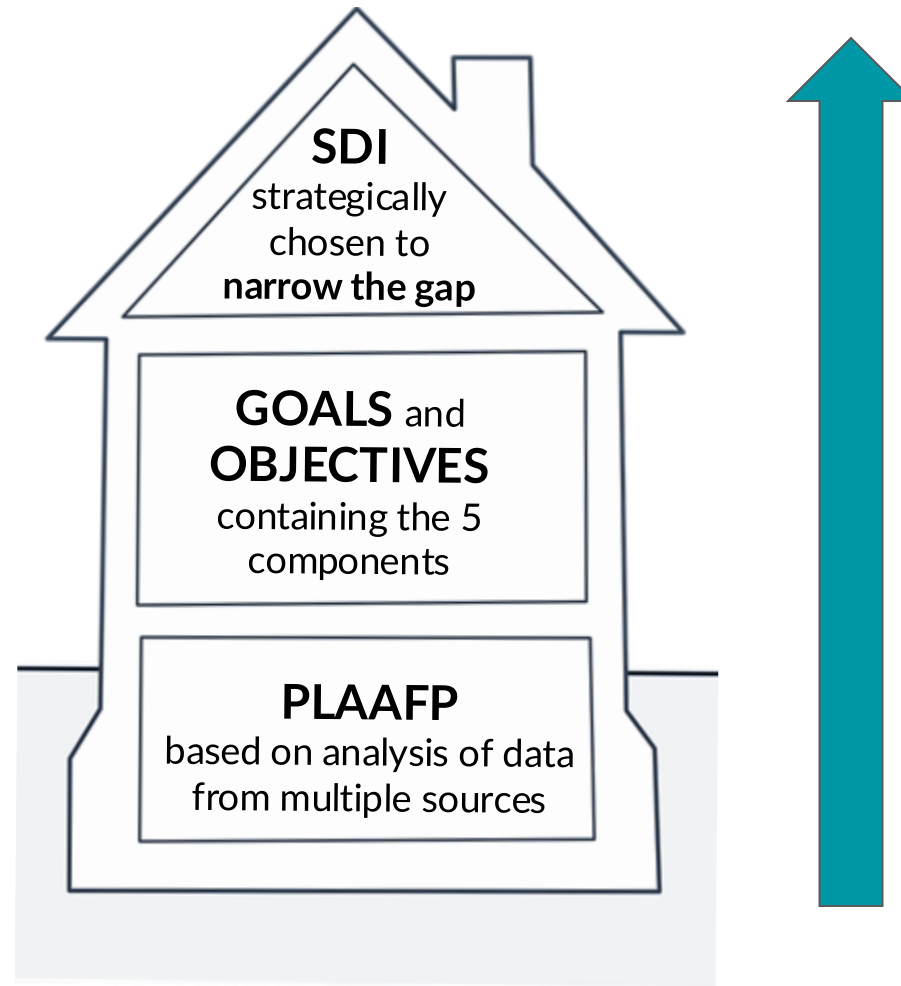 SDI
strategically
chosen to
narrow the gap
GOALS and
OBJECTIVES
containing the 5
components
PLAAFP
based on analysis of data
from multiple sources